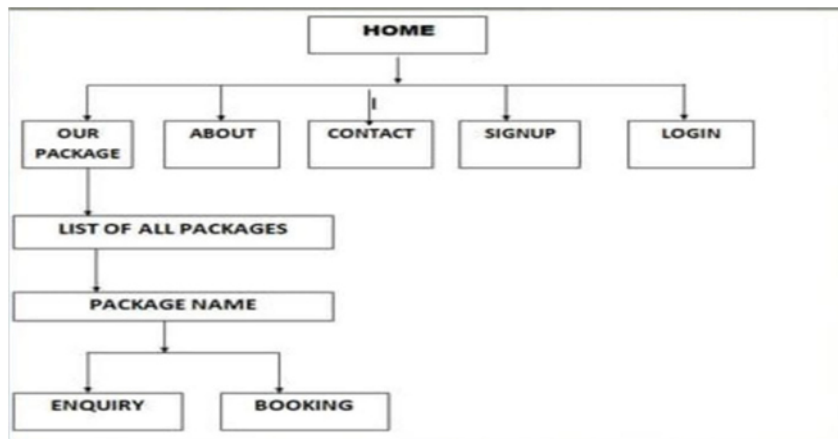 HOME
OUR
PACKAGE
ABOUT
CONTACT
SIGNUP
LOGIN
LIST OF ALL PACKAGES
PACKAGE NAME
ENQUIRY
BOOKING